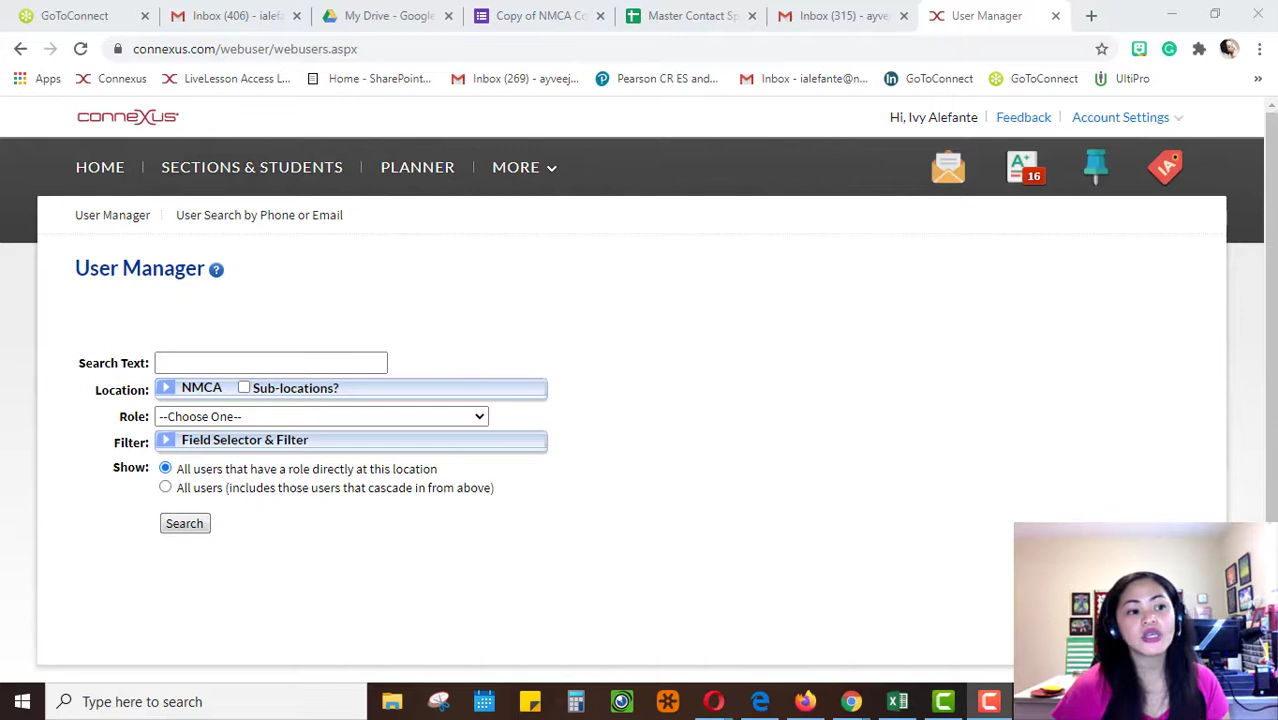 GoToConnect
Inbox (406) - ialefa
My Drive - Google
Copy of NMCA Co
Master Contact Sp
Inbox (315) - ayvee
User Manager
connexus.com/webuser/webusers.aspx
Apps
Connexus
LiveLesson Access L...
Home - SharePoint...
Inbox (269) - ayveej...
Pearson CR ES and...
Inbox - ialefante@n...
GoToConnect
GoToConnect
UltiPro
»
conneXus
Hi, Ivy Alefante
Feedback
Account Settings
HOME
SECTIONS & STUDENTS
PLANNER
MORE
A+
16
IA
User Manager
User Search by Phone or Email
User Manager ?
Search Text:
Location: NMCA Sub-locations?
Role: --Choose One--
Filter: Field Selector & Filter
Show: All users that have a role directly at this location
All users (includes those users that cascade in from above)
Search
Type here to search